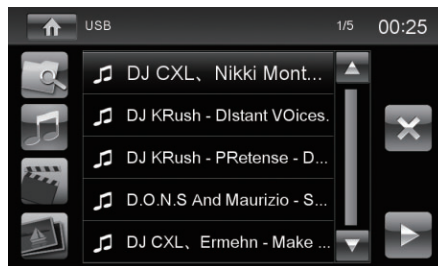 USB 1/5 00:25
DJ CXL、Nikki Mont...
DJ KRush - DIstant VOices.
DJ KRush - PRetense - D...
D.O.N.S And Maurizio - S...
DJ CXL、Ermehn - Make ...